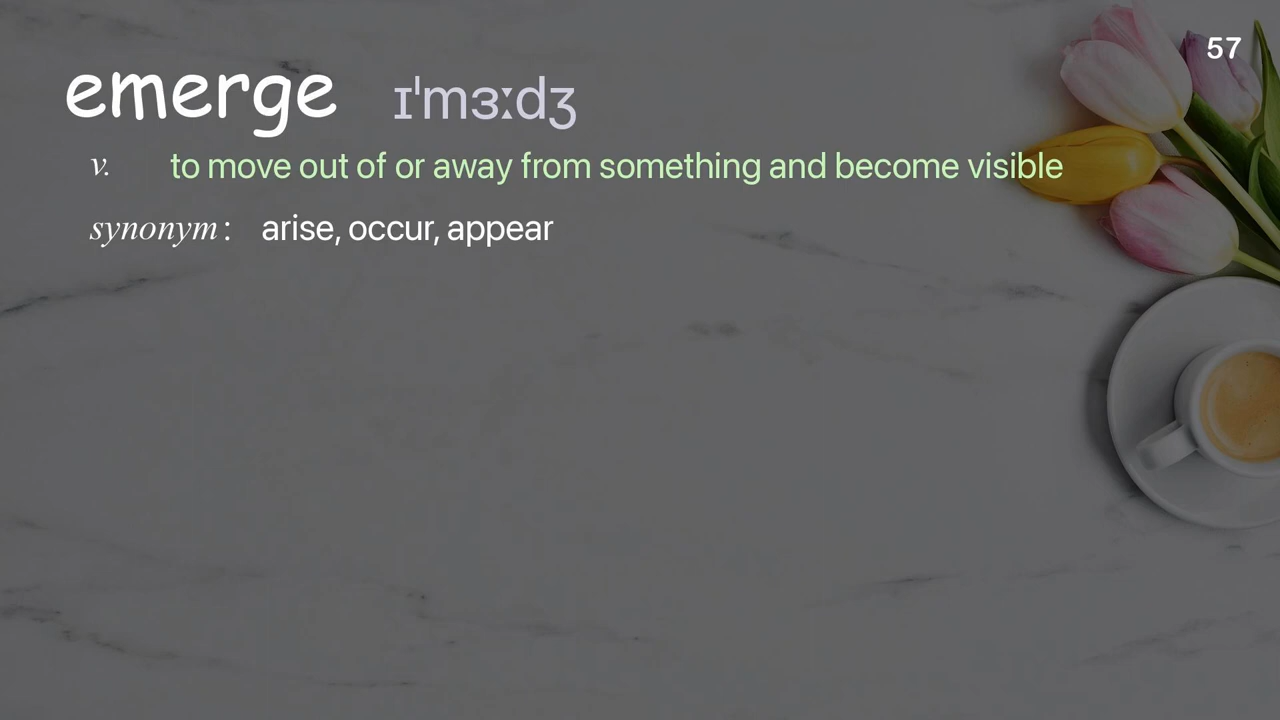 57
emerge ɪˈmɜːdʒ
v. to move out of or away from something and become visible
synonym: arise, occur, appear